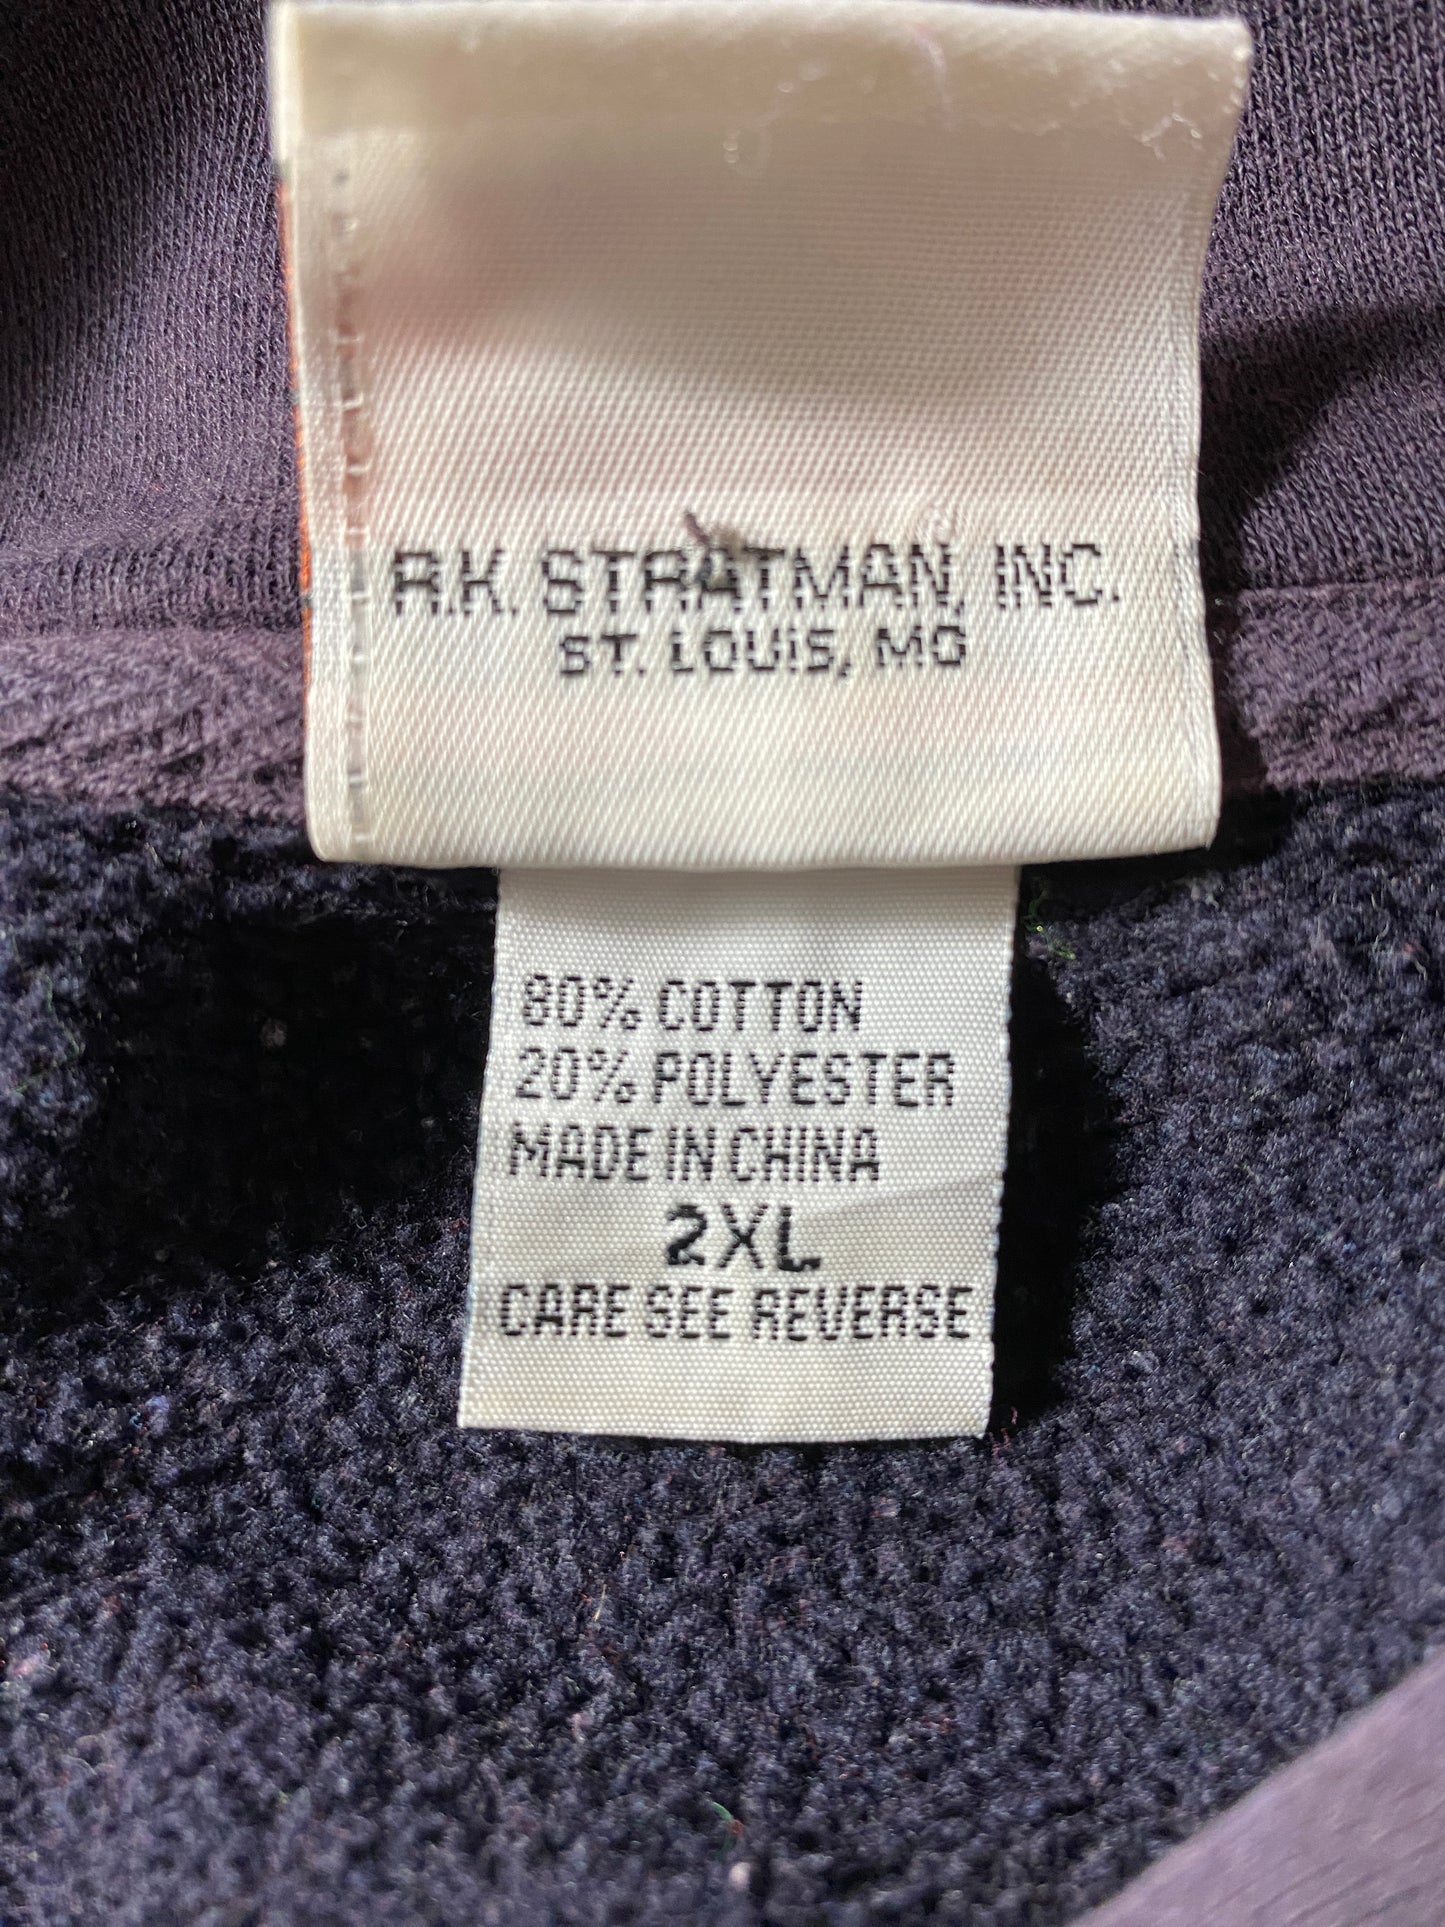 R.K. STRATMAN, INC.
ST. LOUIS, MO
80% COTTON
20% POLYESTER
MADE IN CHINA
2XL
CARE SEE REVERSE